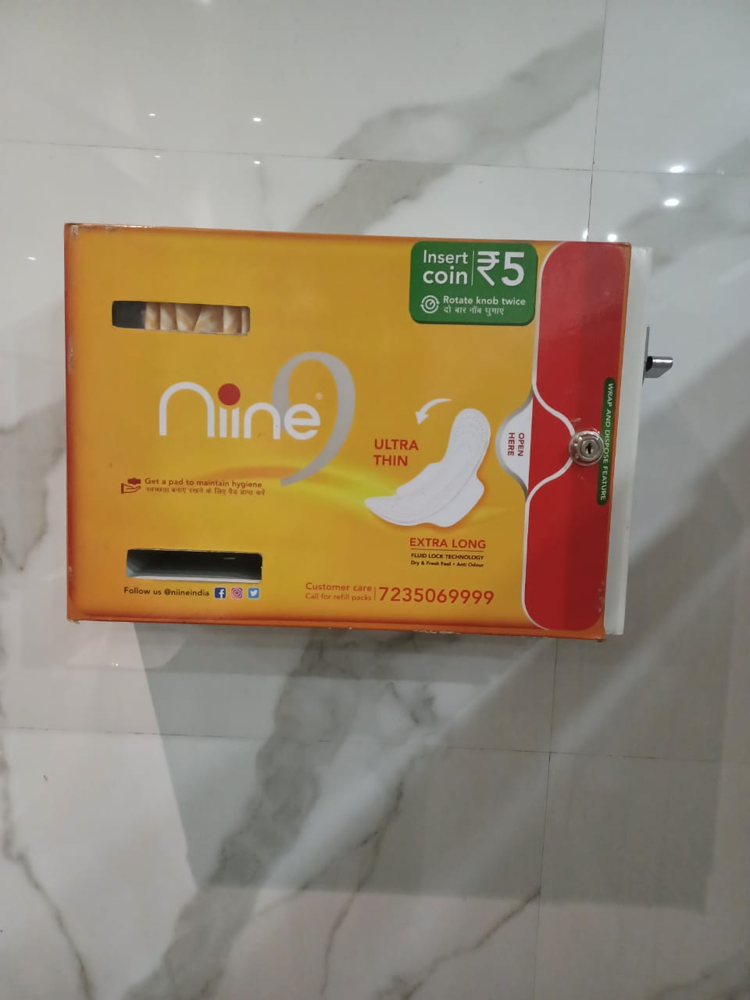 Insert
coin
₹5
Rotate knob twice
दो बार नॉब घुमाएं
niine
9
ULTRA
THIN
OPEN
HERE
WRAP AND DISPOSE FEATURE
Get a pad to maintain hygiene
स्वच्छता बनाए रखने के लिए पैड प्राप्त करें
EXTRA LONG
FLUID LOCK TECHNOLOGY
Dry & Fresh Feel • Anti Odour
Follow us @niineindia
Customer care
Call for refill packs
7235069999